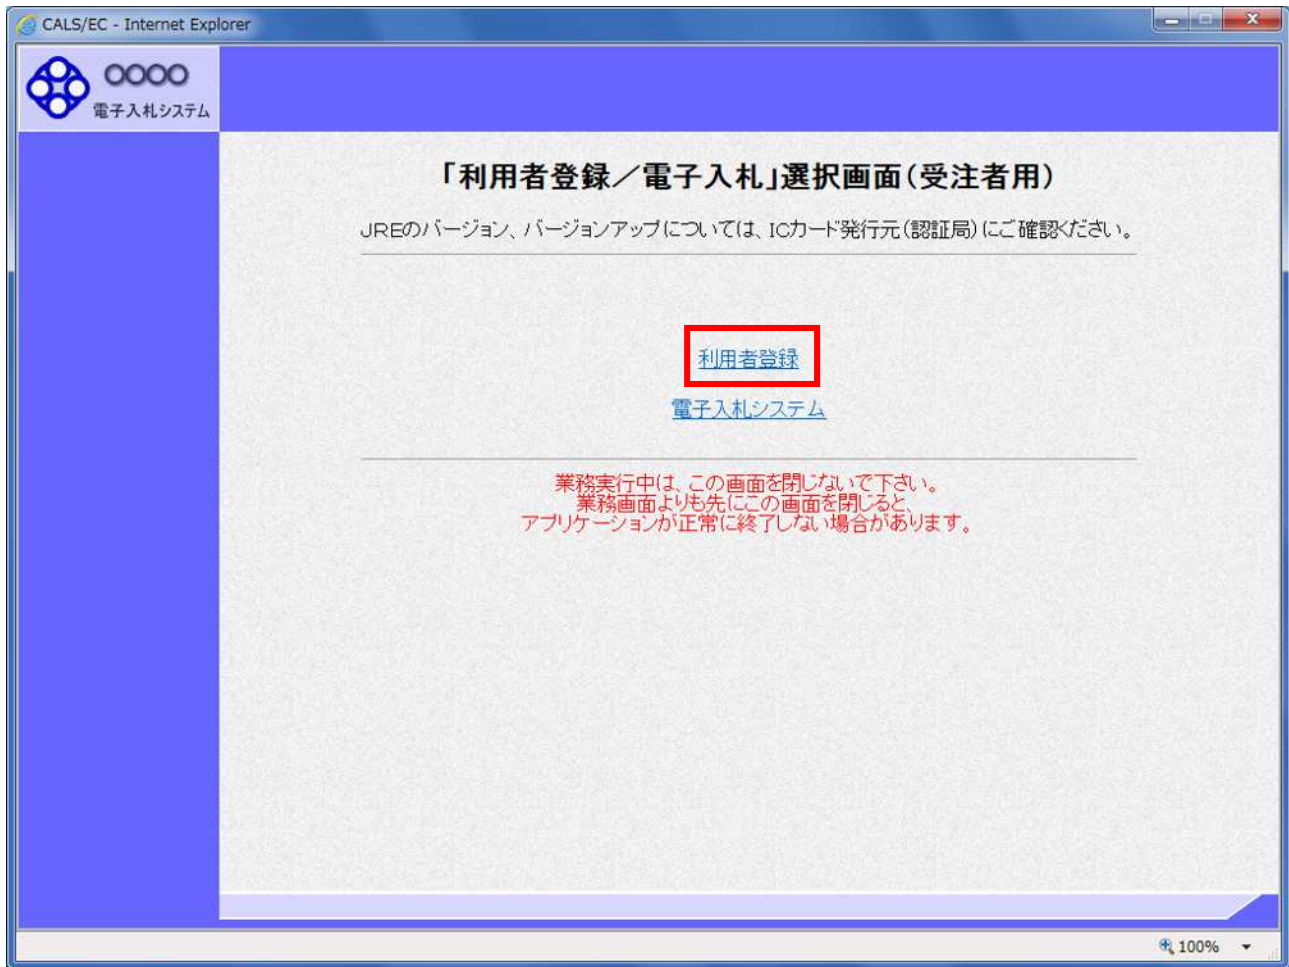 CALS/EC - Internet Explorer
○○○○
電子入札システム
「利用者登録／電子入札」選択画面（受注者用）
JREのバージョン、バージョンアップについては、ICカード発行元（認証局）にご確認ください。
利用者登録
電子入札システム
業務実行中は、この画面を閉じないで下さい。
業務画面よりも先にこの画面を閉じると、
アプリケーションが正常に終了しない場合があります。
100%